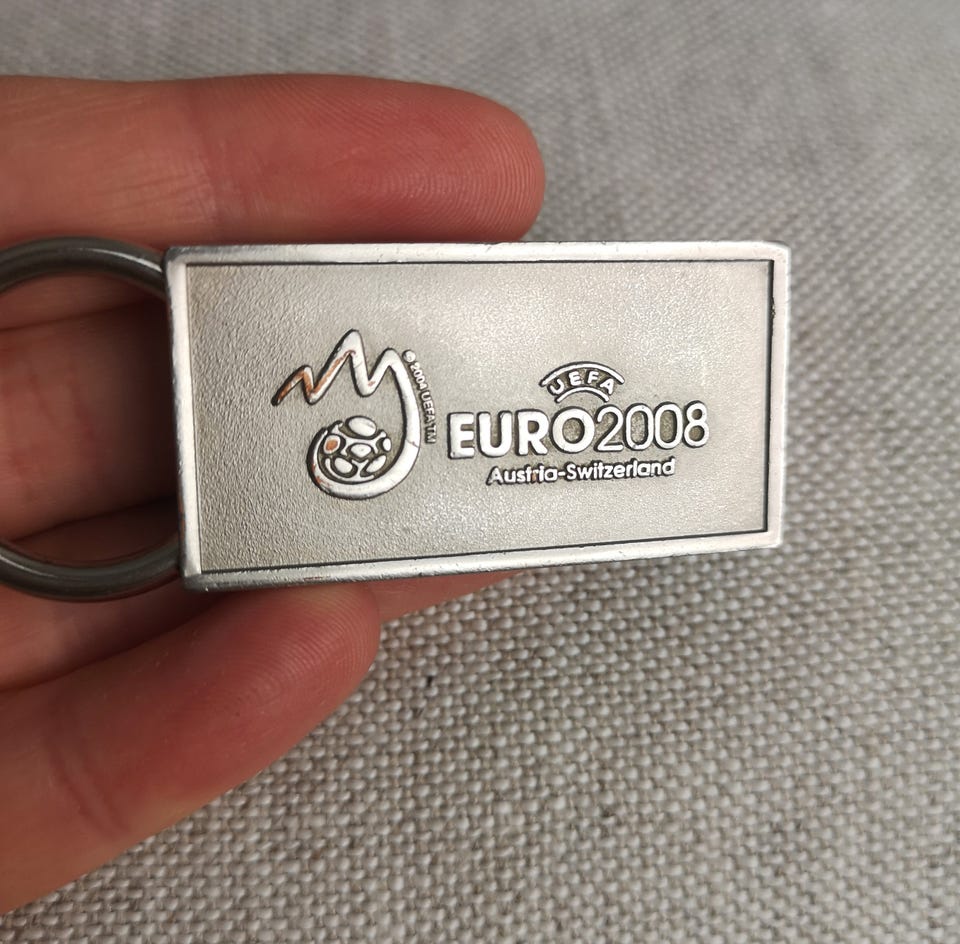 © 2004 UEFA TM
UEFA
EURO2008
Austria-Switzerland